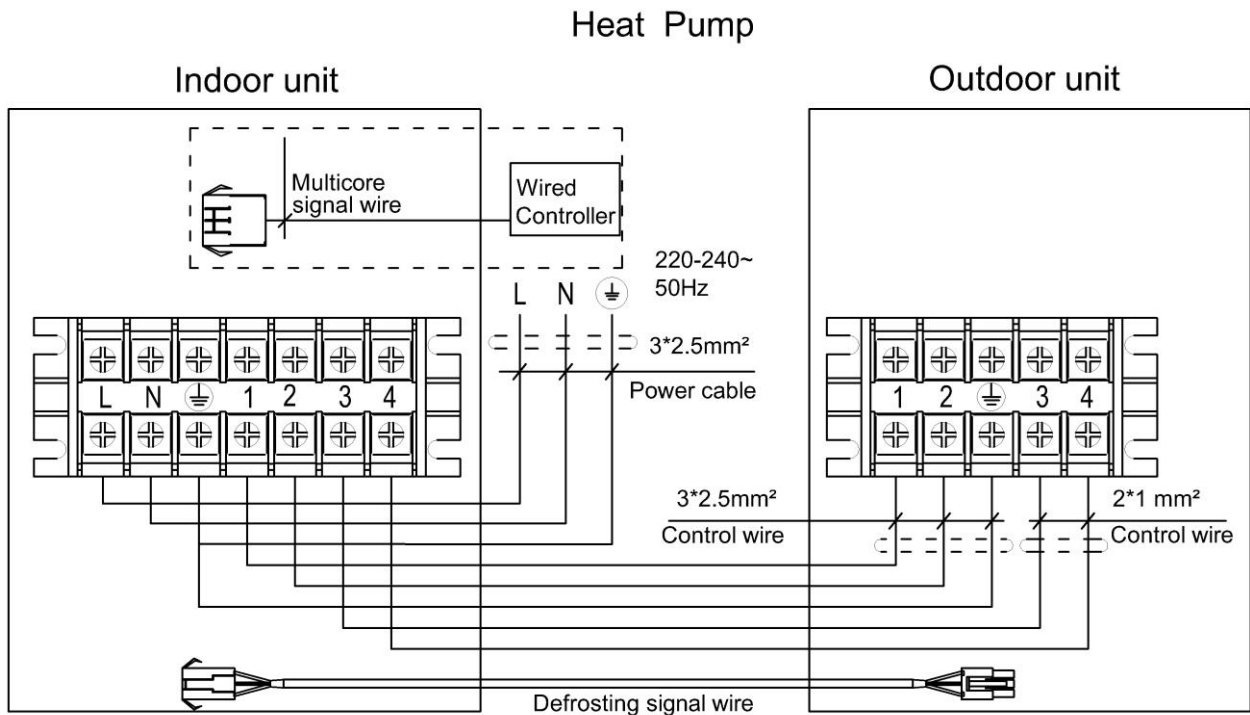 Heat Pump
Indoor unit
Outdoor unit
Multicore
signal wire
Wired
Controller
220-240~
50Hz
L N
3*2.5mm²
Power cable
L N 1 2 3 4
1 2 3 4
3*2.5mm²
Control wire
2*1 mm²
Control wire
Defrosting signal wire